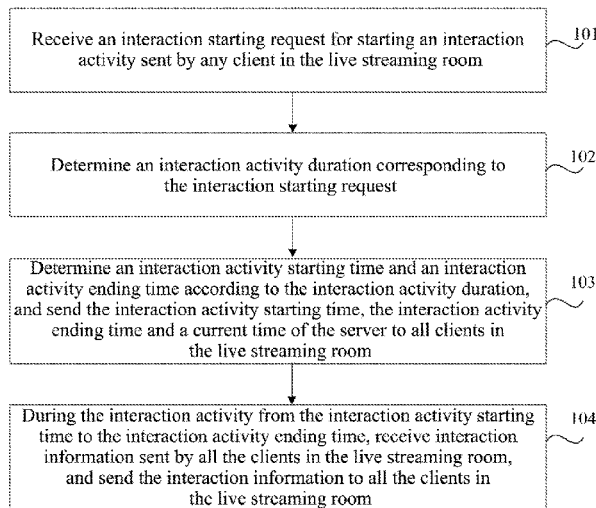 Receive an interaction starting request for starting an interaction
activity sent by any client in the live streaming room
101
Determine an interaction activity duration corresponding to
the interaction starting request
102
Determine an interaction activity starting time and an interaction
activity ending time according to the interaction activity duration,
and send the interaction activity starting time, the interaction activity
ending time and a current time of the server to all clients in
the live streaming room
103
During the interaction activity from the interaction activity starting
time to the interaction activity ending time, receive interaction
information sent by all the clients in the live streaming room,
and send the interaction information to all the clients in
the live streaming room
104